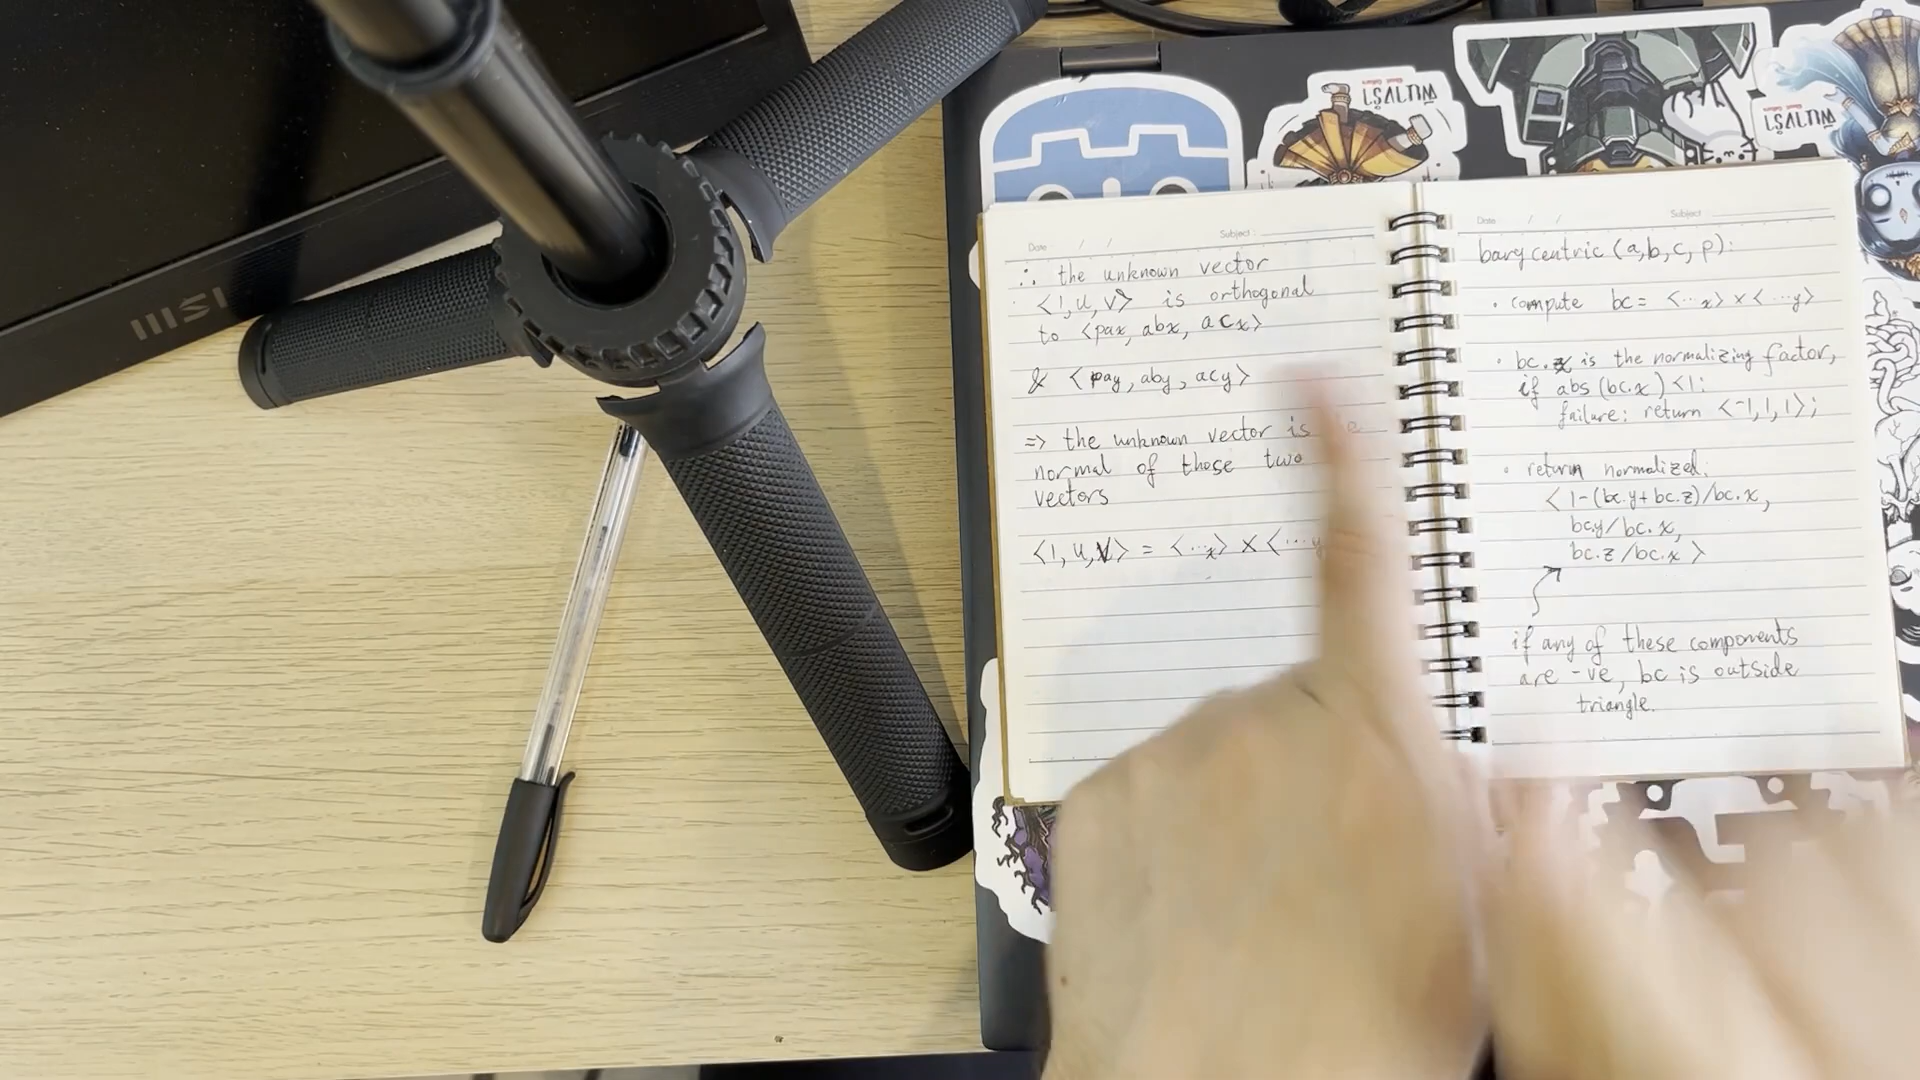 msi
LŞALTIM
LŞALTIM
Date / / Subject:
∴ the unknown vector
<1,u,v> is orthogonal
to <pax, abx, acx>
& <pay, aby, acy>
=> the unknown vector is
normal of those two
vectors
<1, u,v> = <...x> × <...y
Date / / Subject:
barycentric (a,b,c,p):
• compute bc = <...x> × <...y>
• bc.z is the normalizing factor,
if abs (bc.x) <1:
failure: return <-1,1,1>;
• return normalized:
<1-(bc.y+bc.z)/bc.x,
bc.y/bc.x,
bc.z/bc.x>
if any of these components
are -ve, bc is outside
triangle.